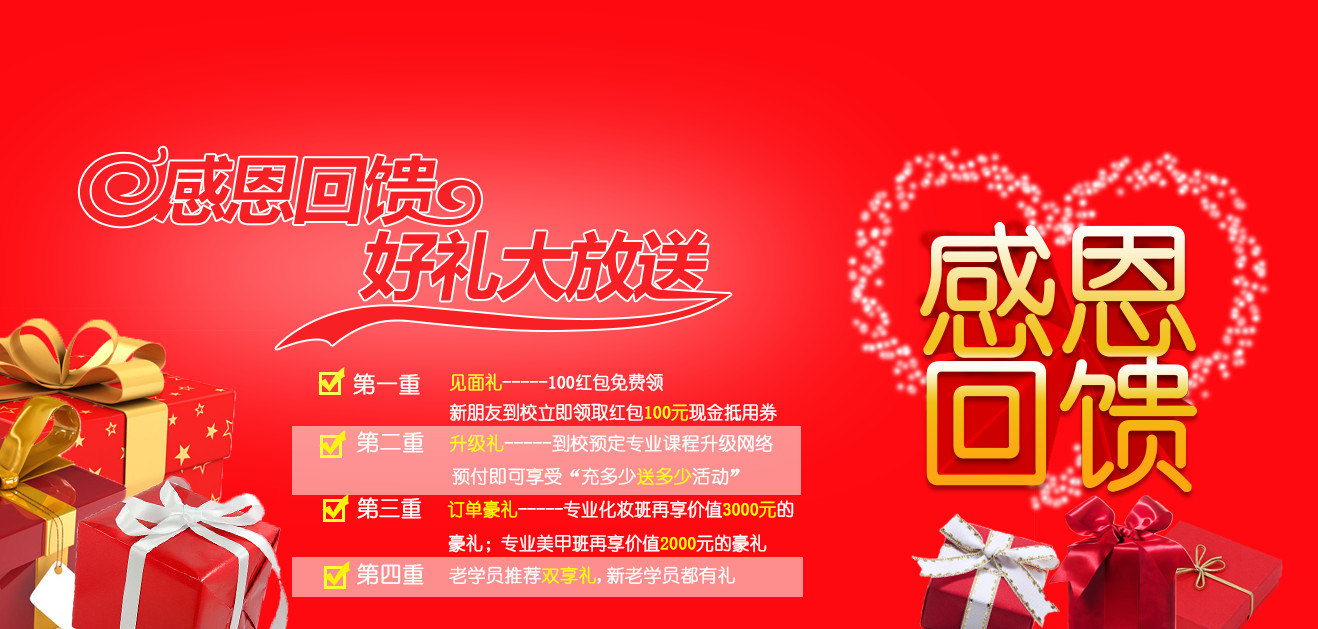 感恩回馈
好礼大放送
第一重 见面礼-----100红包免费领
新朋友到校立即领取红包100元现金抵用券
第二重 升级礼-----到校预定专业课程升级网络
预付即可享受“充多少送多少活动”
第三重 订单豪礼-----专业化妆班再享价值3000元的
豪礼；专业美甲班再享价值2000元的豪礼
第四重 老学员推荐双享礼,新老学员都有礼
感恩
回馈